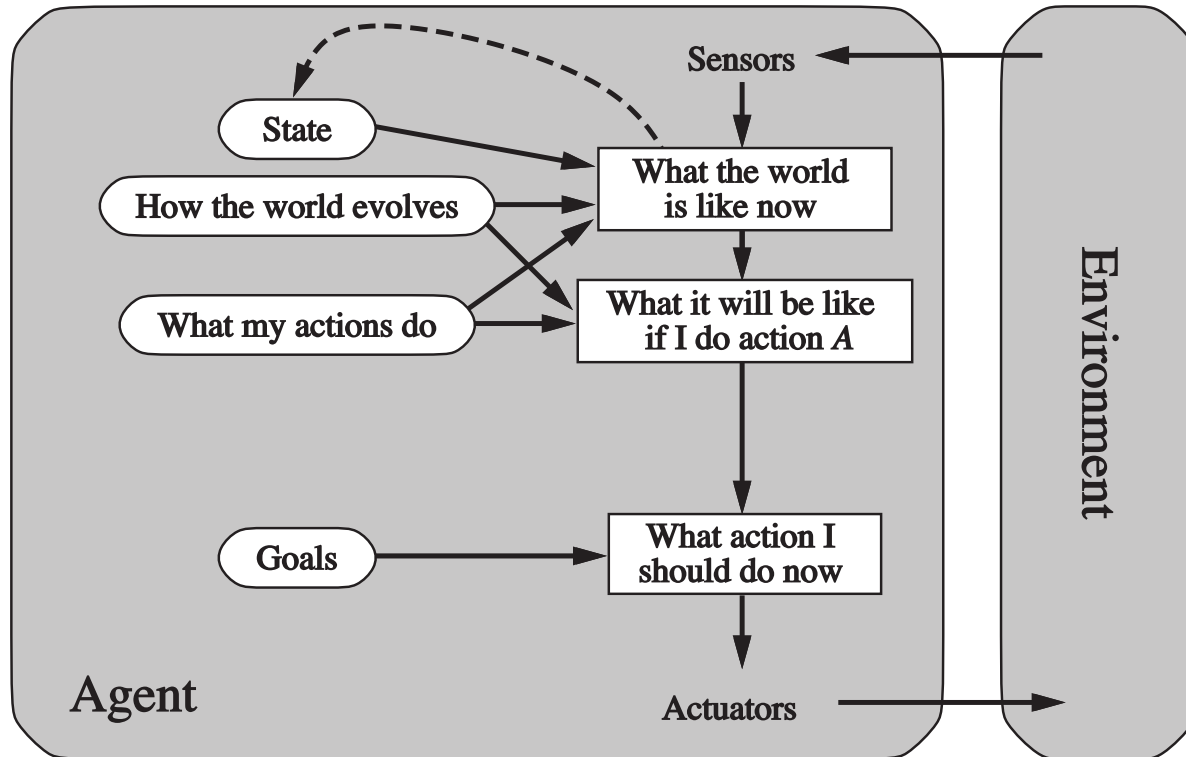 Sensors
State
What the world
is like now
How the world evolves
What it will be like
if I do action A
What my actions do
Environment
What action I
should do now
Goals
Agent
Actuators